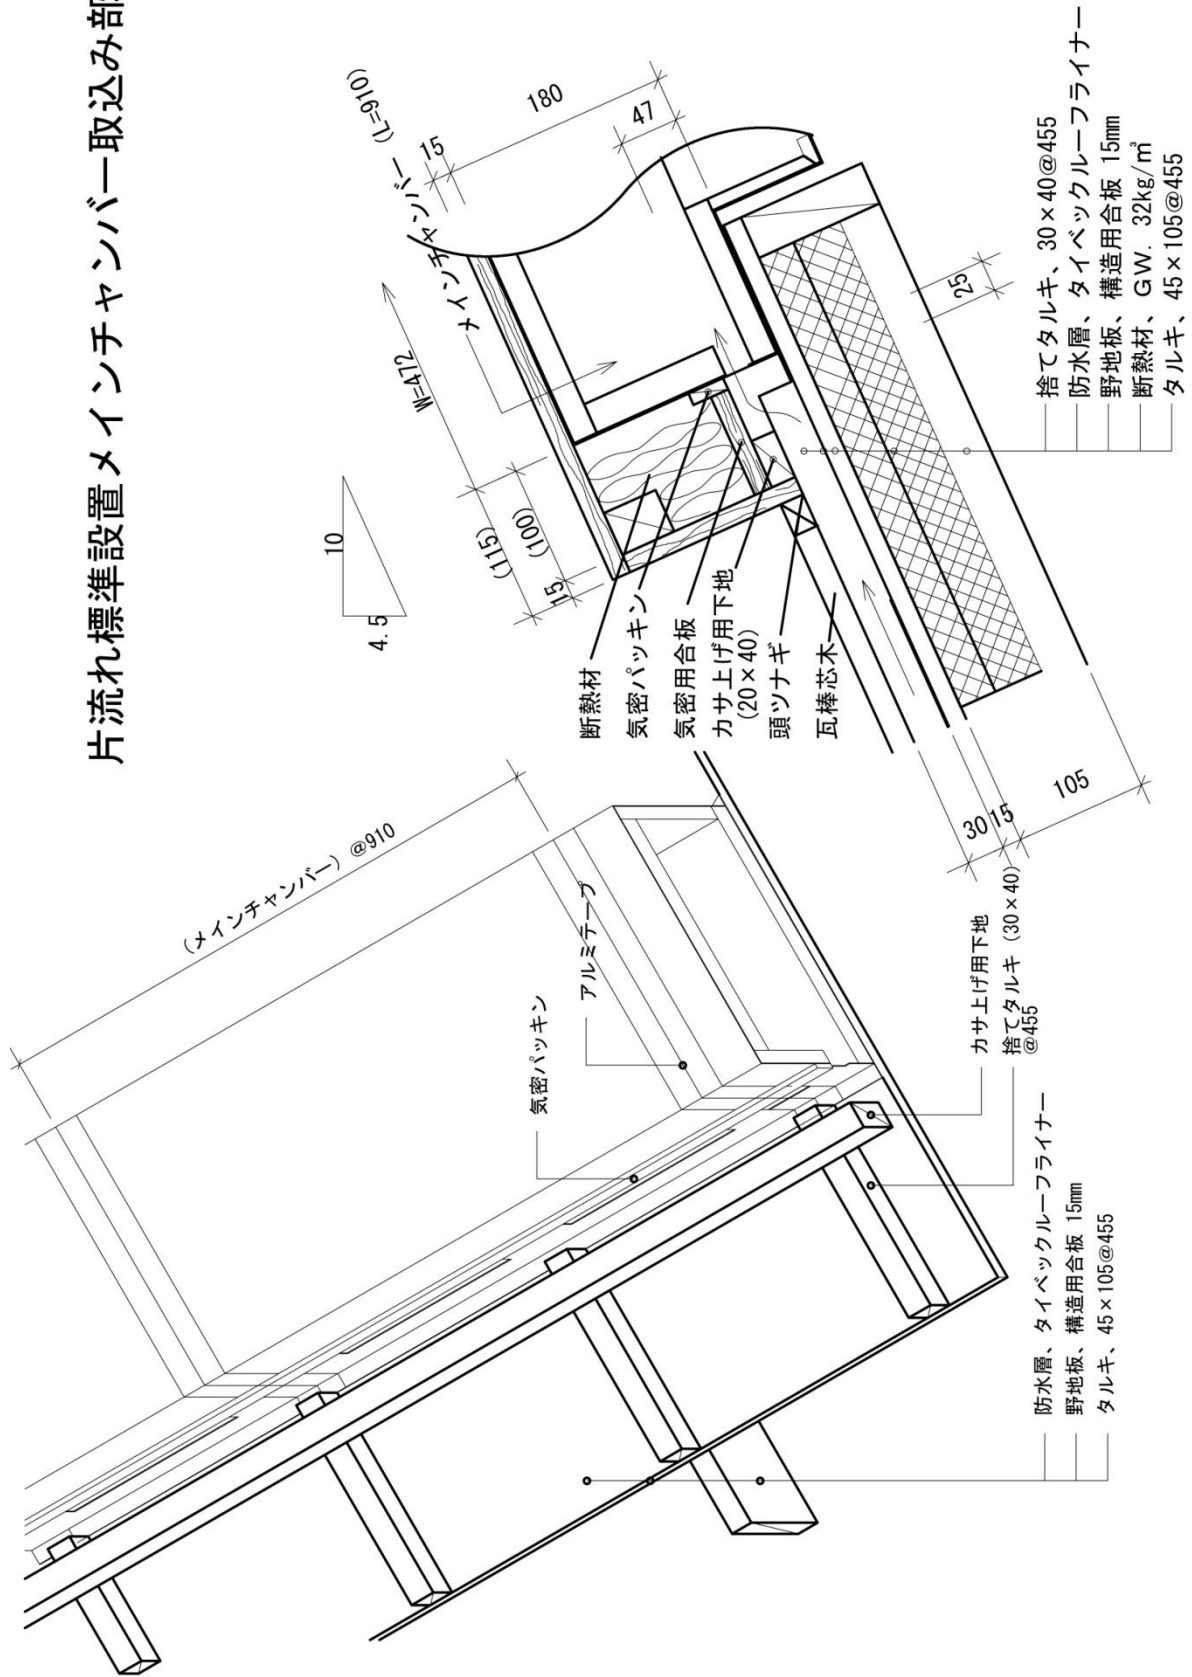 片流れ標準設置メインチャンバー取込み部
(メインチャンバー) @910
気密パッキン
アルミテープ
カサ上げ用下地
捨てタルキ (30×40)
@455
防水層、タイベックルーフライナー
野地板、構造用合板 15mm
タルキ、45×105@455
10
4.5
メインチャンバー (L=910)
W=472
(115)
15
(100)
15
180
47
断熱材
気密パッキン
気密用合板
カサ上げ用下地
(20×40)
頭ツナギ
瓦棒芯木
30
15
105
25
捨てタルキ、30×40@455
防水層、タイベックルーフライナー
野地板、構造用合板 15mm
断熱材、GW. 32kg/㎥
タルキ、45×105@455